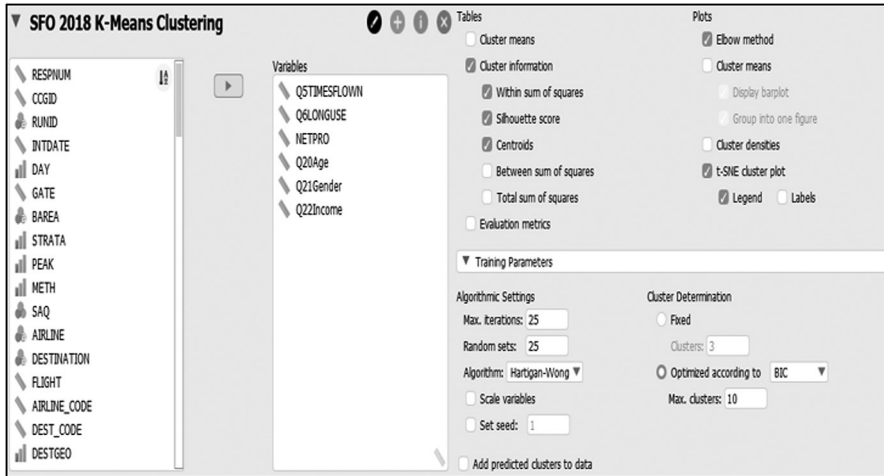 SFO 2018 K-Means Clustering
RESPNUM
CCGID
RUNID
INTDATE
DAY
GATE
BAREA
STRATA
PEAK
METH
SAQ
AIRLINE
DESTINATION
FLIGHT
AIRLINE_CODE
DEST_CODE
DESTGEO
Variables
Q5TIMESFLOWN
Q6LONGUSE
NETPRO
Q20Age
Q21Gender
Q22Income
Tables
Cluster means
Cluster information
Within sum of squares
Silhouette score
Centroids
Between sum of squares
Total sum of squares
Evaluation metrics
Plots
Elbow method
Cluster means
Display barplot
Group into one figure
Cluster densities
t-SNE cluster plot
Legend Labels
Training Parameters
Algorithmic Settings
Max. iterations: 25
Random sets: 25
Algorithm: Hartigan-Wong
Scale variables
Set seed: 1
Add predicted clusters to data
Cluster Determination
Fixed
Clusters: 3
Optimized according to BIC
Max. clusters: 10